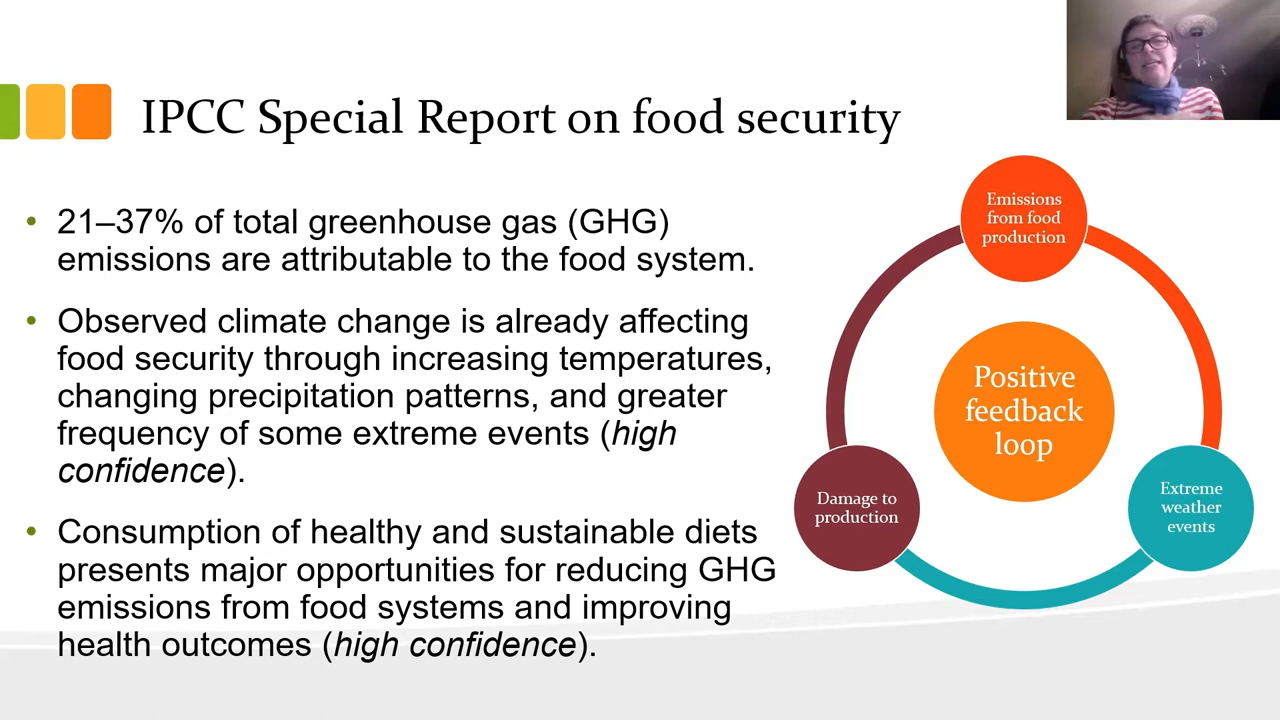 IPCC Special Report on food security
• 21–37% of total greenhouse gas (GHG)
emissions are attributable to the food system.
• Observed climate change is already affecting
food security through increasing temperatures,
changing precipitation patterns, and greater
frequency of some extreme events (high
confidence).
• Consumption of healthy and sustainable diets
presents major opportunities for reducing GHG
emissions from food systems and improving
health outcomes (high confidence).
Emissions
from food
production
Positive
feedback
loop
Damage to
production
Extreme
weather
events